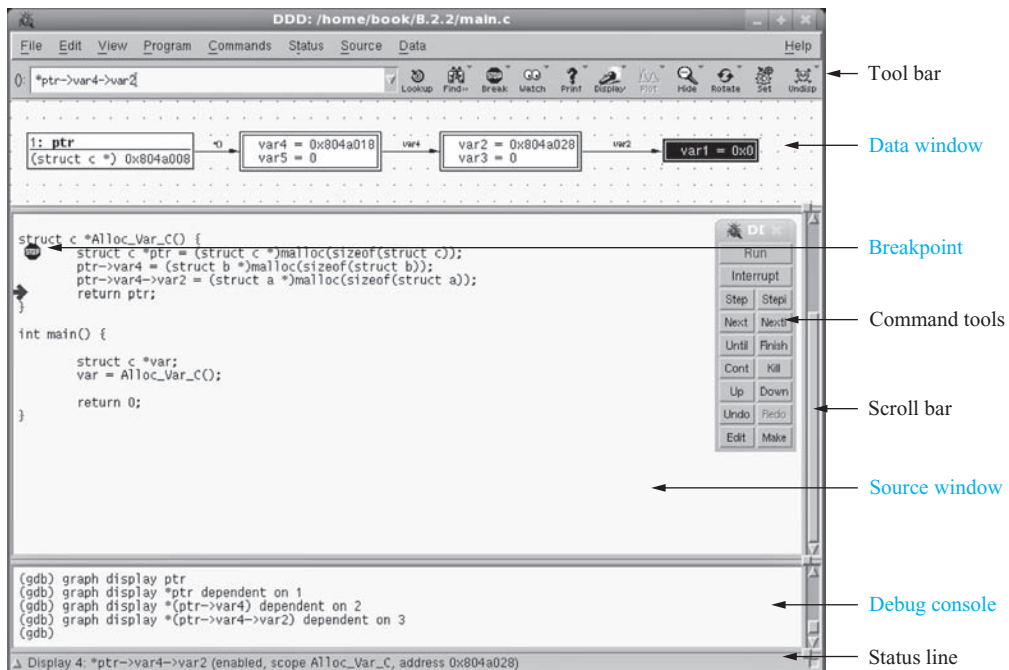 DDD: /home/book/B.2.2/main.c
File Edit View Program Commands Status Source Data Help
(): *ptr->var4->var2
Lookup Find» Break Watch Print Display Plot Hide Rotate Set Undisp
Tool bar
1: ptr
(struct c *) 0x804a008
*()
var4 = 0x804a018
var5 = 0
var4
var2 = 0x804a028
var3 = 0
var2
var1 = 0x0
Data window
struct c *Alloc_Var_C() {
struct c *ptr = (struct c *)malloc(sizeof(struct c));
ptr->var4 = (struct b *)malloc(sizeof(struct b));
ptr->var4->var2 = (struct a *)malloc(sizeof(struct a));
return ptr;
}
int main() {
struct c *var;
var = Alloc_Var_C();
return 0;
}
Breakpoint
Run
Interrupt
Step Stepi
Next Nexti
Until Finish
Cont Kill
Up Down
Undo Redo
Edit Make
Command tools
Scroll bar
Source window
(gdb) graph display ptr
(gdb) graph display *ptr dependent on 1
(gdb) graph display *(ptr->var4) dependent on 2
(gdb) graph display *(ptr->var4->var2) dependent on 3
(gdb)
Debug console
Display 4: *ptr->var4->var2 (enabled, scope Alloc_Var_C, address 0x804a028)
Status line